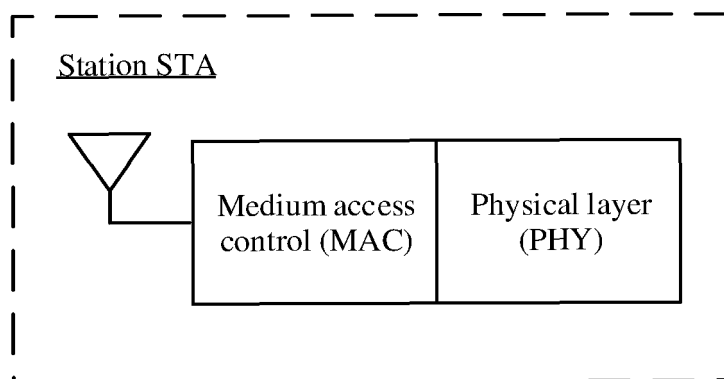 Station STA
Medium access
control (MAC)
Physical layer
(PHY)